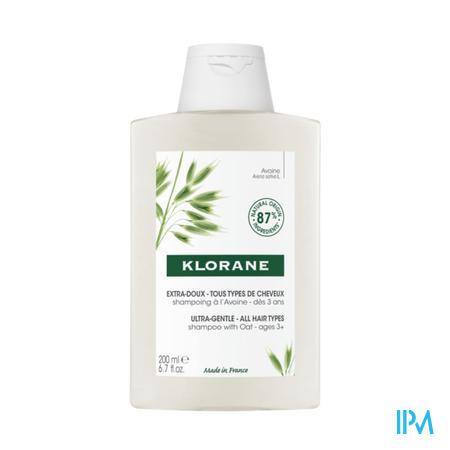 Avoine
Avena sativa L.
NATURAL ORIGIN
87%
INGREDIENTS
KLORANE
EXTRA-DOUX - TOUS TYPES DE CHEVEUX
shampoing à l'Avoine - dès 3 ans
ULTRA-GENTLE - ALL HAIR TYPES
shampoo with Oat - ages 3+
200 ml e
6.7 fl.oz.
Made in France
IPM